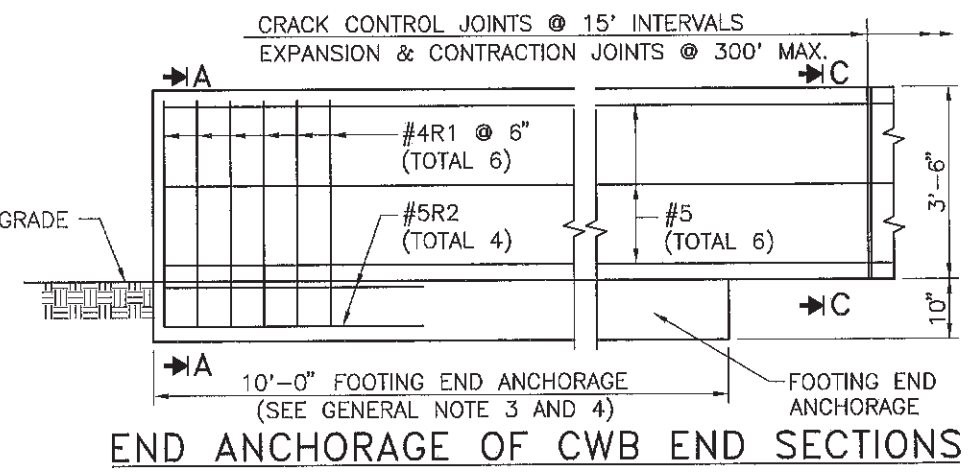 CRACK CONTROL JOINTS @ 15' INTERVALS
EXPANSION & CONTRACTION JOINTS @ 300' MAX.
A
C
#4R1 @ 6"
(TOTAL 6)
3'-6"
GRADE
#5R2
(TOTAL 4)
#5
(TOTAL 6)
C
10"
A
10'-0" FOOTING END ANCHORAGE
(SEE GENERAL NOTE 3 AND 4)
FOOTING END
ANCHORAGE
END ANCHORAGE OF CWB END SECTIONS